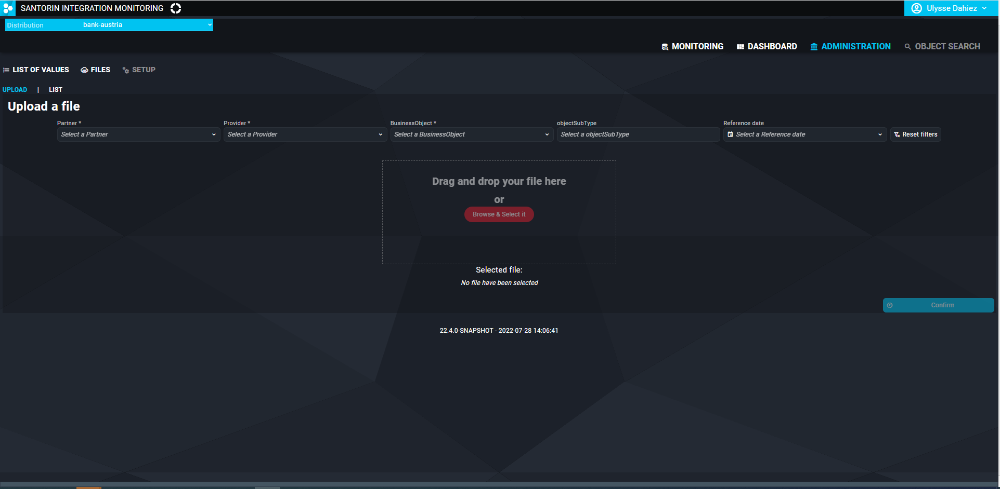 SANTORIN INTEGRATION MONITORING
Ulysse Dahiez
Distribution bank-austria
MONITORING DASHBOARD ADMINISTRATION OBJECT SEARCH
LIST OF VALUES FILES SETUP
UPLOAD | LIST
Upload a file
Partner * Provider * BusinessObject * objectSubType Reference date
Select a Partner Select a Provider Select a BusinessObject Select a objectSubType Select a Reference date Reset filters
Drag and drop your file here
or
Browse & Select it
Selected file:
No file have been selected
Confirm
22.4.0-SNAPSHOT - 2022-07-28 14:06:41